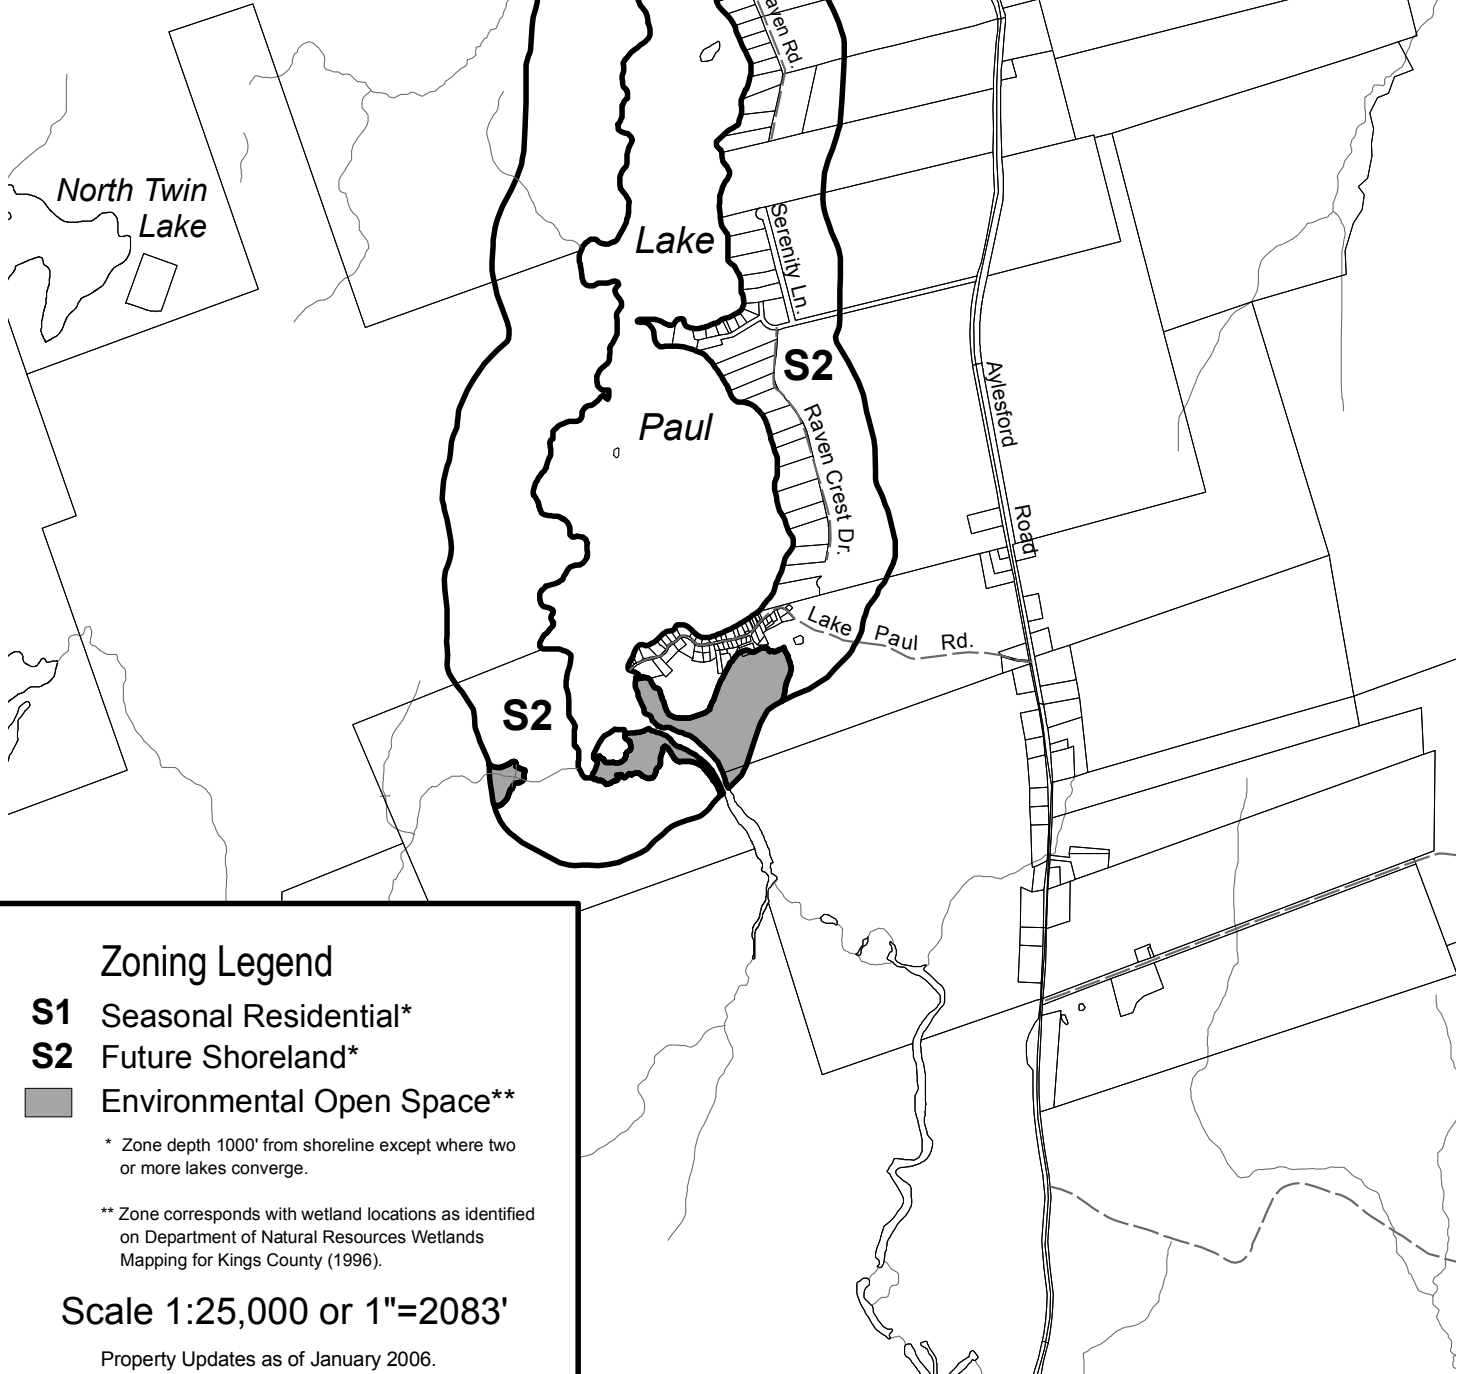 aven Rd.
North Twin
Lake
Lake
Serenity Ln.
S2
Aylesford
Road
Paul
Raven Crest Dr.
Lake Paul Rd.
S2
Zoning Legend
S1 Seasonal Residential*
S2 Future Shoreland*
Environmental Open Space**
* Zone depth 1000' from shoreline except where two
or more lakes converge.
** Zone corresponds with wetland locations as identified
on Department of Natural Resources Wetlands
Mapping for Kings County (1996).
Scale 1:25,000 or 1"=2083'
Property Updates as of January 2006.